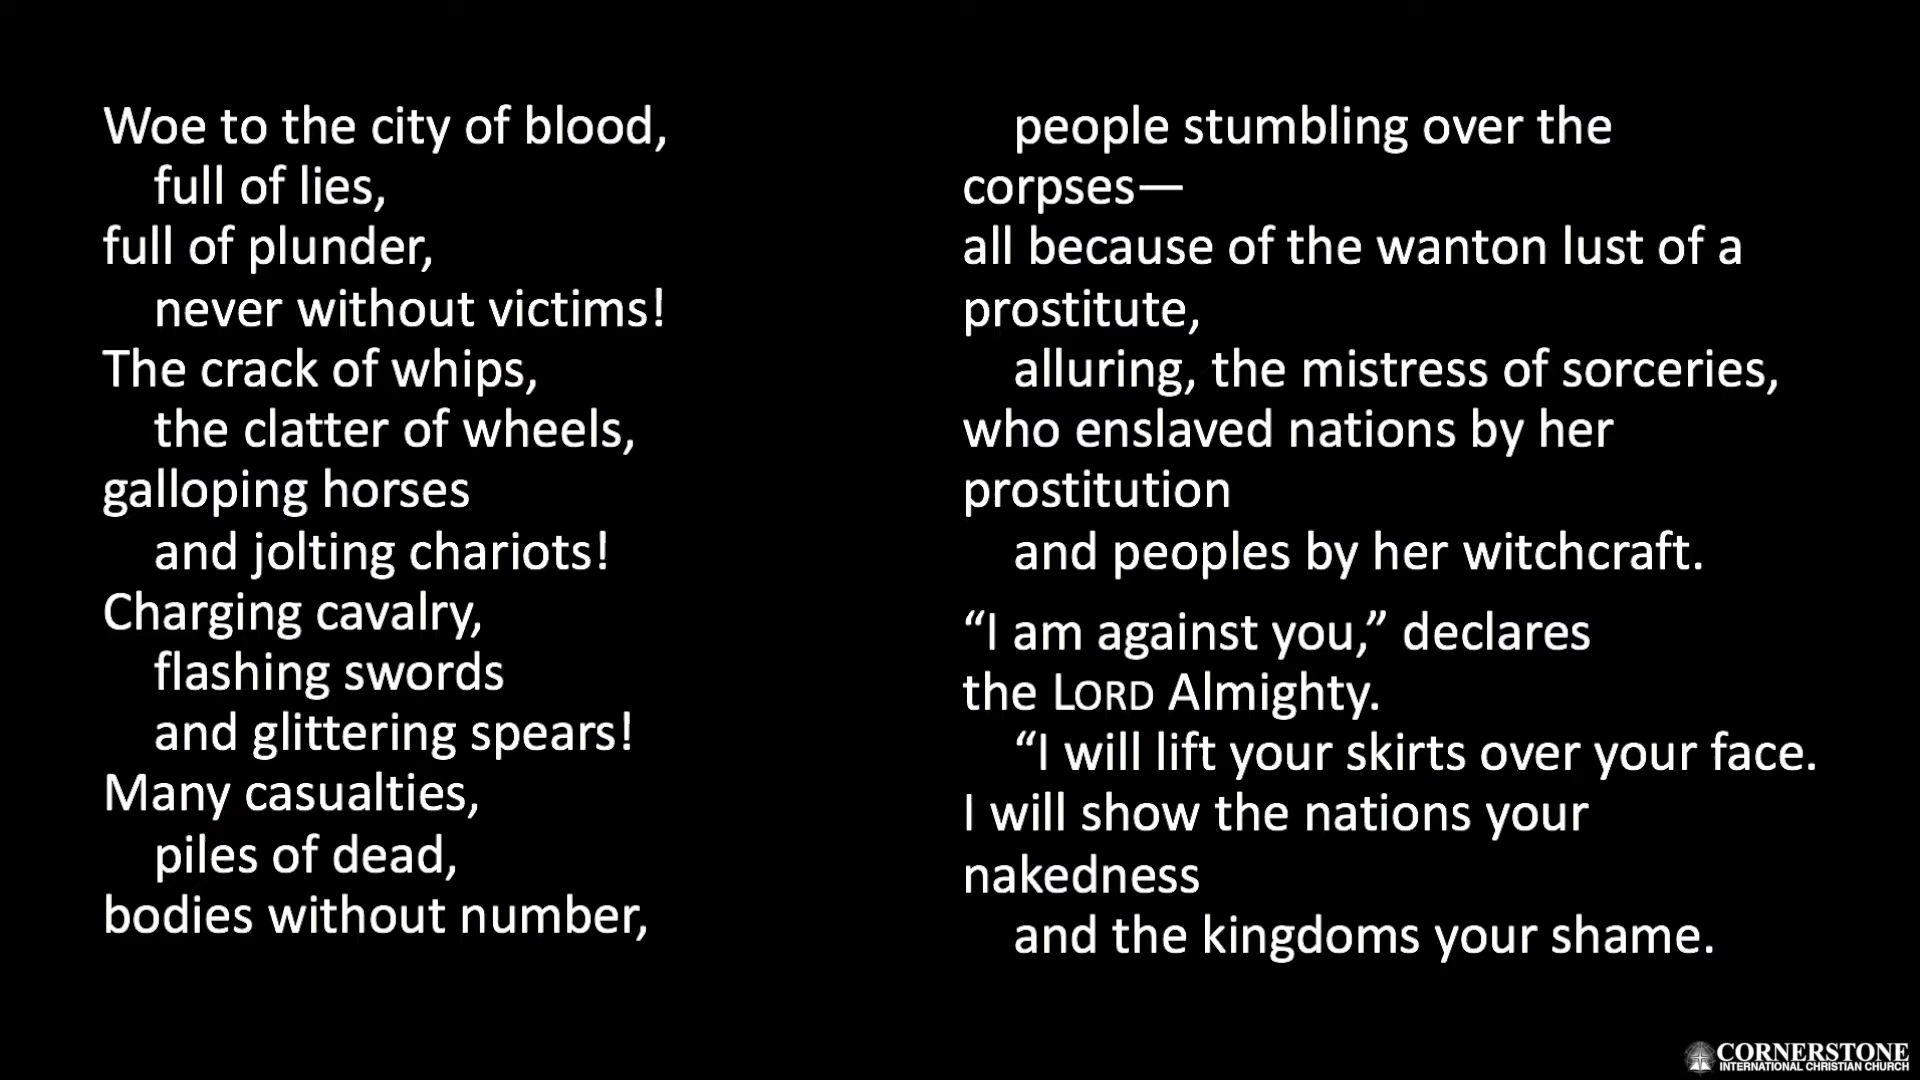 Woe to the city of blood,
full of lies,
full of plunder,
never without victims!
The crack of whips,
the clatter of wheels,
galloping horses
and jolting chariots!
Charging cavalry,
flashing swords
and glittering spears!
Many casualties,
piles of dead,
bodies without number,
people stumbling over the
corpses—
all because of the wanton lust of a
prostitute,
alluring, the mistress of sorceries,
who enslaved nations by her
prostitution
and peoples by her witchcraft.
“I am against you,” declares
the LORD Almighty.
“I will lift your skirts over your face.
I will show the nations your
nakedness
and the kingdoms your shame.
CORNERSTONE
INTERNATIONAL CHRISTIAN CHURCH